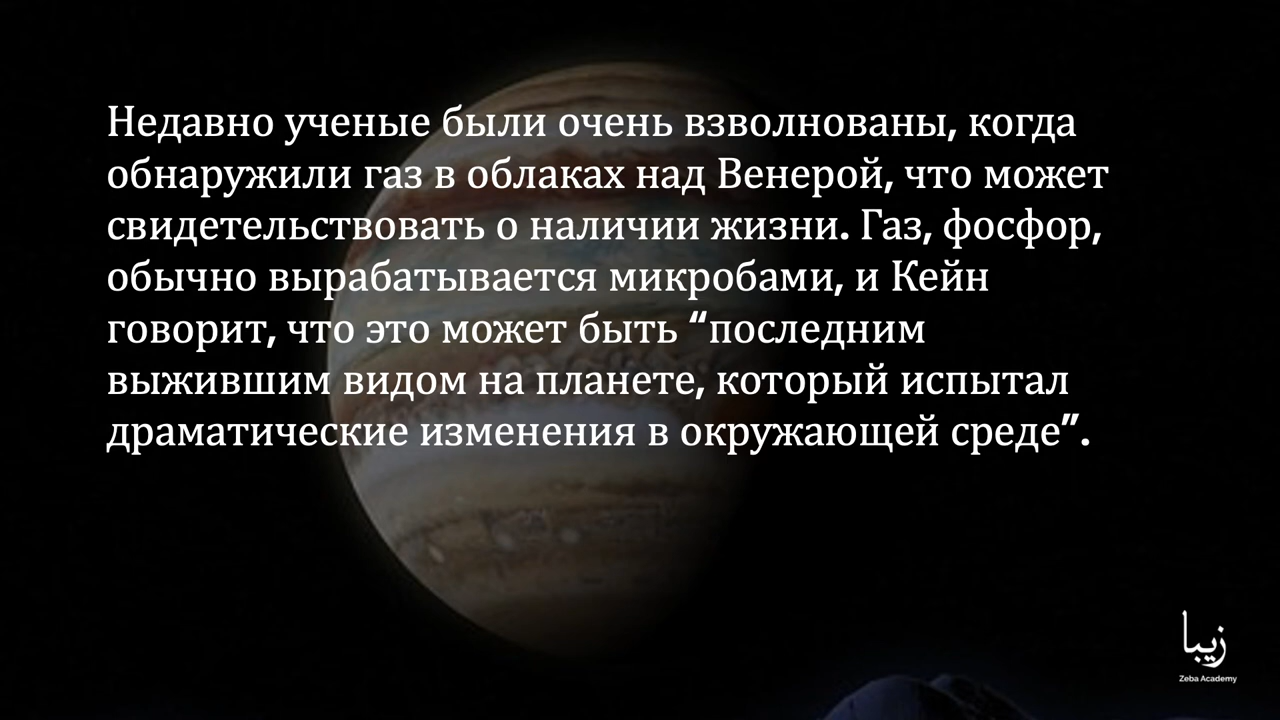 Недавно ученые были очень взволнованы, когда
обнаружили газ в облаках над Венерой, что может
свидетельствовать о наличии жизни. Газ, фосфор,
обычно вырабатывается микробами, и Кейн
говорит, что это может быть “последним
выжившим видом на планете, который испытал
драматические изменения в окружающей среде”.
زيبا
Zeba Academy